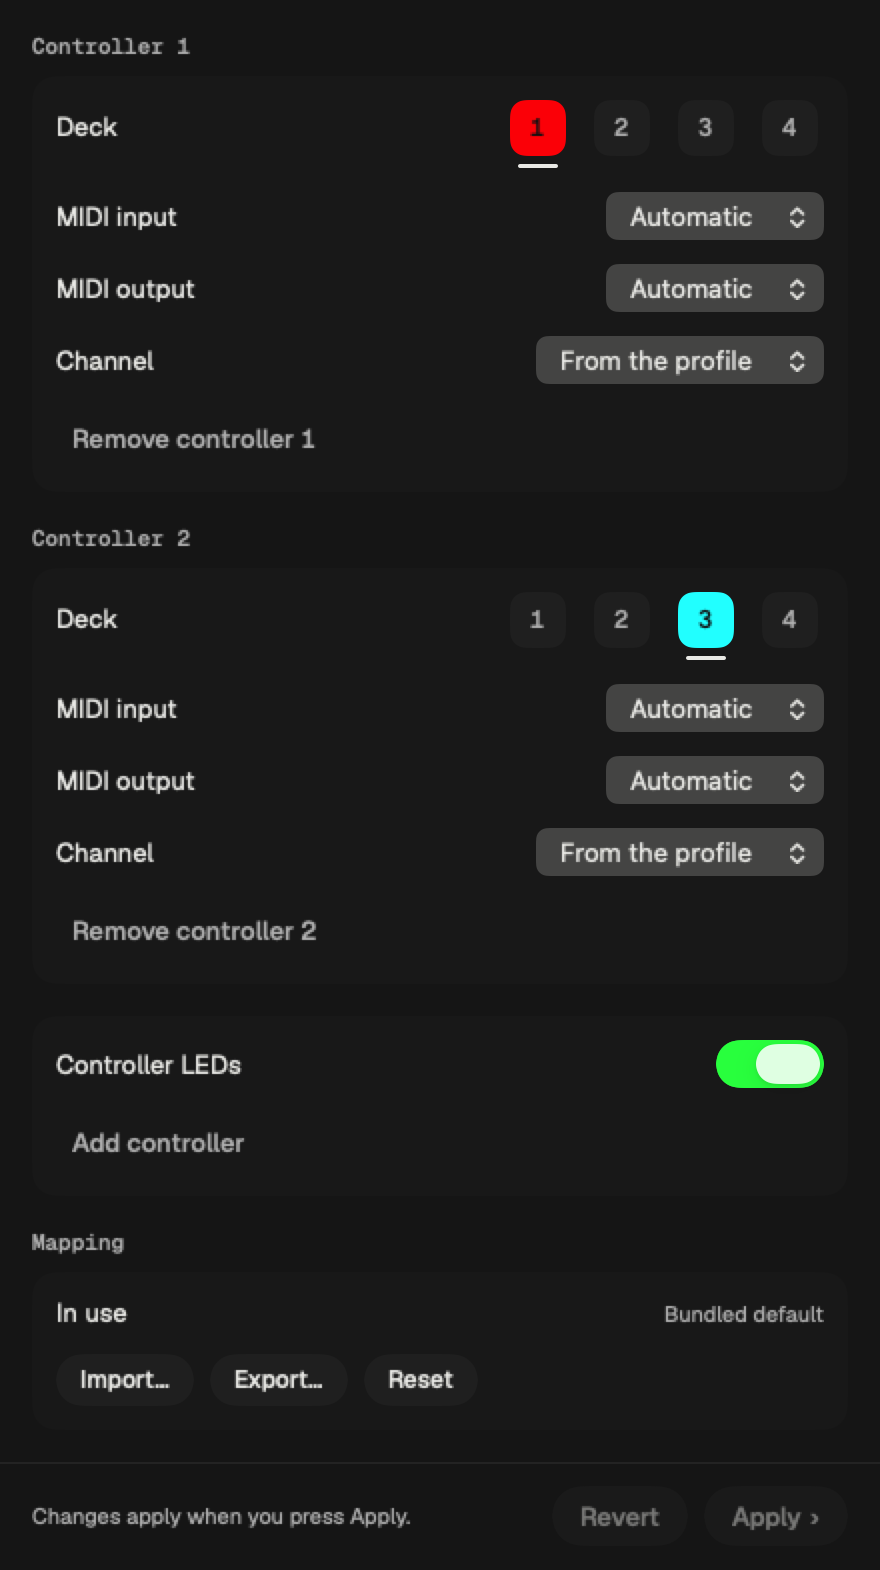 Controller 1
Deck 1 2 3 4
MIDI input Automatic
MIDI output Automatic
Channel From the profile
Remove controller 1
Controller 2
Deck 1 2 3 4
MIDI input Automatic
MIDI output Automatic
Channel From the profile
Remove controller 2
Controller LEDs
Add controller
Mapping
In use Bundled default
Import... Export... Reset
Changes apply when you press Apply. Revert Apply ›